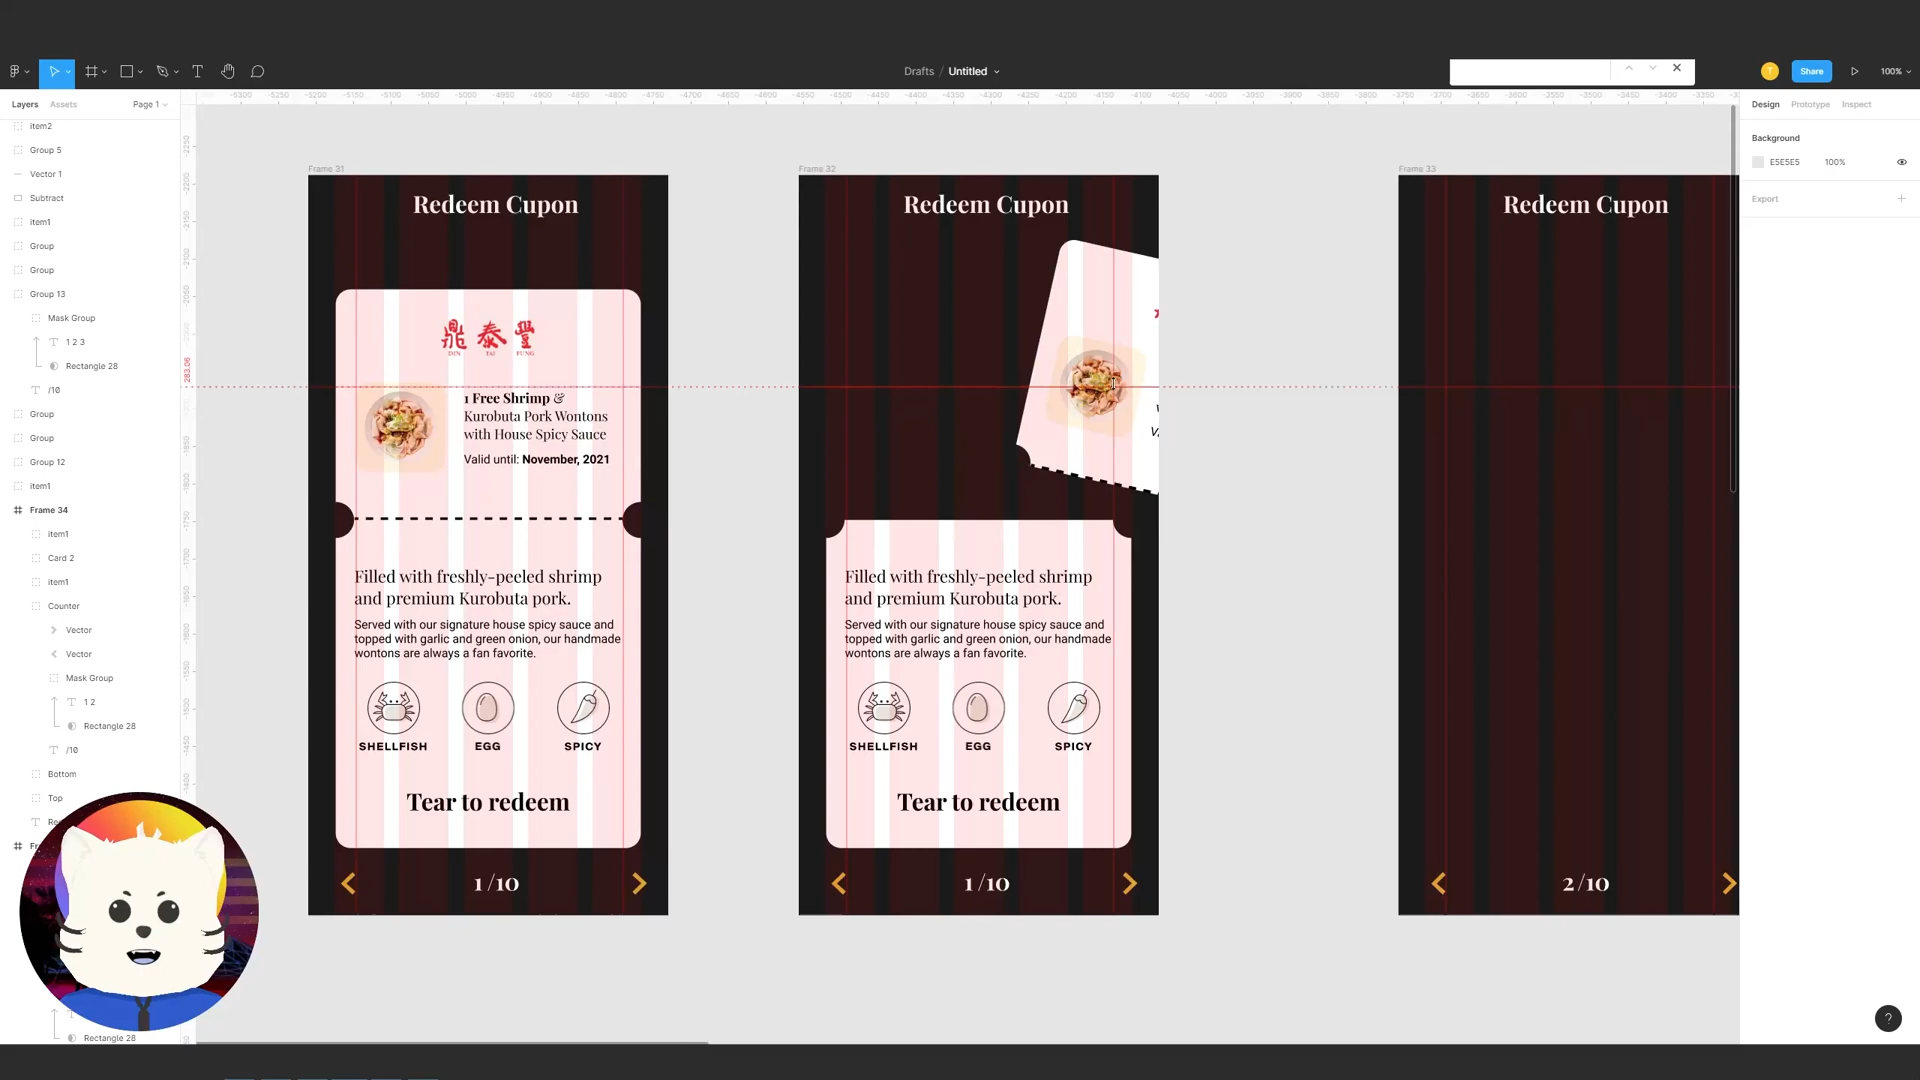 Drafts / Untitled
Share
100%
Layers
Assets
Page 1
Design
Prototype
Inspect
Background
E5E5E5
100%
Export
item2
Group 5
Vector 1
Subtract
item1
Group
Group
Group 13
Mask Group
1 2 3
Rectangle 28
/10
Group
Group
Group 12
item1
Frame 34
item1
Card 2
item1
Counter
Vector
Vector
Mask Group
1 2
Rectangle 28
/10
Bottom
Top
Rectangle 28
283.06
Frame 31
Redeem Cupon
鼎泰豐
DIN TAI FUNG
1 Free Shrimp &
Kurobuta Pork Wontons
with House Spicy Sauce
Valid until: November, 2021
Filled with freshly-peeled shrimp
and premium Kurobuta pork.
Served with our signature house spicy sauce and
topped with garlic and green onion, our handmade
wontons are always a fan favorite.
SHELLFISH
EGG
SPICY
Tear to redeem
1 /10
Frame 32
Redeem Cupon
Filled with freshly-peeled shrimp
and premium Kurobuta pork.
Served with our signature house spicy sauce and
topped with garlic and green onion, our handmade
wontons are always a fan favorite.
SHELLFISH
EGG
SPICY
Tear to redeem
1 /10
Frame 33
Redeem Cupon
2 /10
?